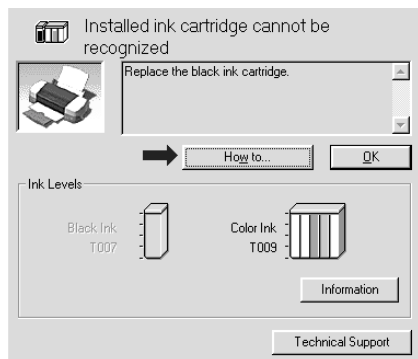 Installed ink cartridge cannot be
recognized
Replace the black ink cartridge.
How to...
OK
Ink Levels
Black Ink
T007
Color Ink
T009
Information
Technical Support